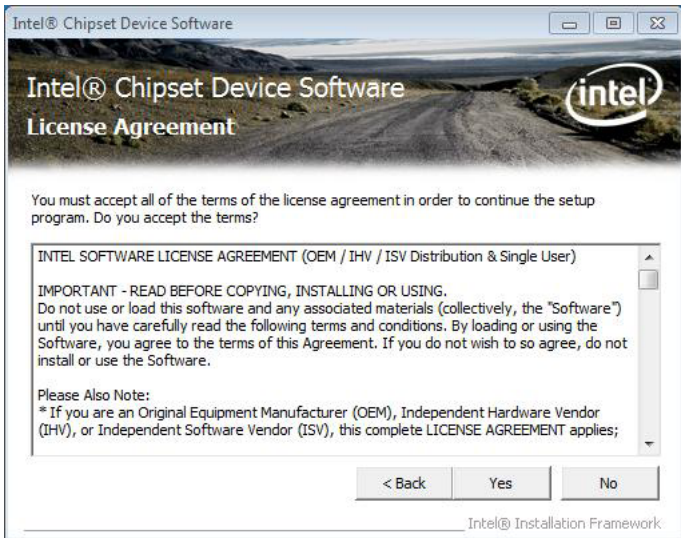 Intel® Chipset Device Software
Intel® Chipset Device Software
intel
License Agreement
You must accept all of the terms of the license agreement in order to continue the setup
program. Do you accept the terms?
INTEL SOFTWARE LICENSE AGREEMENT (OEM / IHV / ISV Distribution & Single User)
IMPORTANT - READ BEFORE COPYING, INSTALLING OR USING.
Do not use or load this software and any associated materials (collectively, the "Software")
until you have carefully read the following terms and conditions. By loading or using the
Software, you agree to the terms of this Agreement. If you do not wish to so agree, do not
install or use the Software.
Please Also Note:
* If you are an Original Equipment Manufacturer (OEM), Independent Hardware Vendor
(IHV), or Independent Software Vendor (ISV), this complete LICENSE AGREEMENT applies;
< Back Yes No
Intel® Installation Framework